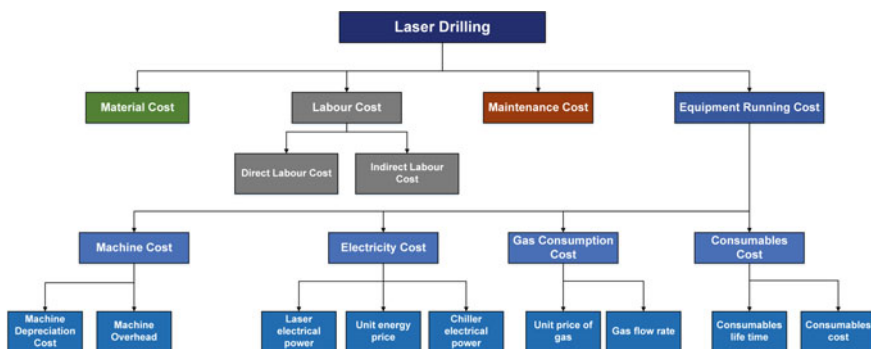 Laser Drilling
Material Cost
Labour Cost
Maintenance Cost
Equipment Running Cost
Direct Labour Cost
Indirect Labour
Cost
Machine Cost
Electricity Cost
Gas Consumption
Cost
Consumables
Cost
Machine
Depreciation Cost
Cost
Machine
Overhead
Laser
electrical
power
Unit energy
price
Chiller
electrical
power
Unit price of
gas
Gas flow rate
Consumables
life time
Consumables
cost